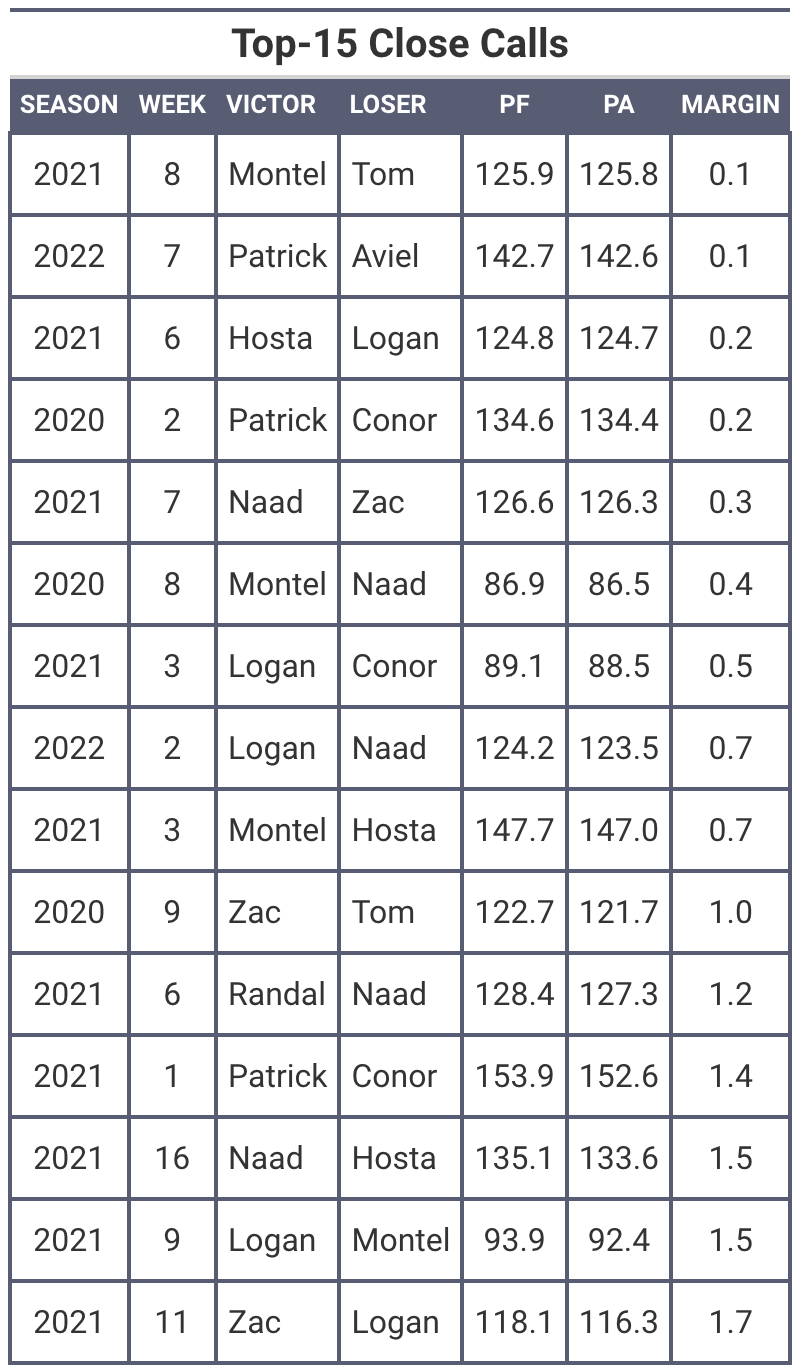 Top-15 Close Calls
SEASON WEEK VICTOR LOSER PF PA MARGIN
2021 8 Montel Tom 125.9 125.8 0.1
2022 7 Patrick Aviel 142.7 142.6 0.1
2021 6 Hosta Logan 124.8 124.7 0.2
2020 2 Patrick Conor 134.6 134.4 0.2
2021 7 Naad Zac 126.6 126.3 0.3
2020 8 Montel Naad 86.9 86.5 0.4
2021 3 Logan Conor 89.1 88.5 0.5
2022 2 Logan Naad 124.2 123.5 0.7
2021 3 Montel Hosta 147.7 147.0 0.7
2020 9 Zac Tom 122.7 121.7 1.0
2021 6 Randal Naad 128.4 127.3 1.2
2021 1 Patrick Conor 153.9 152.6 1.4
2021 16 Naad Hosta 135.1 133.6 1.5
2021 9 Logan Montel 93.9 92.4 1.5
2021 11 Zac Logan 118.1 116.3 1.7